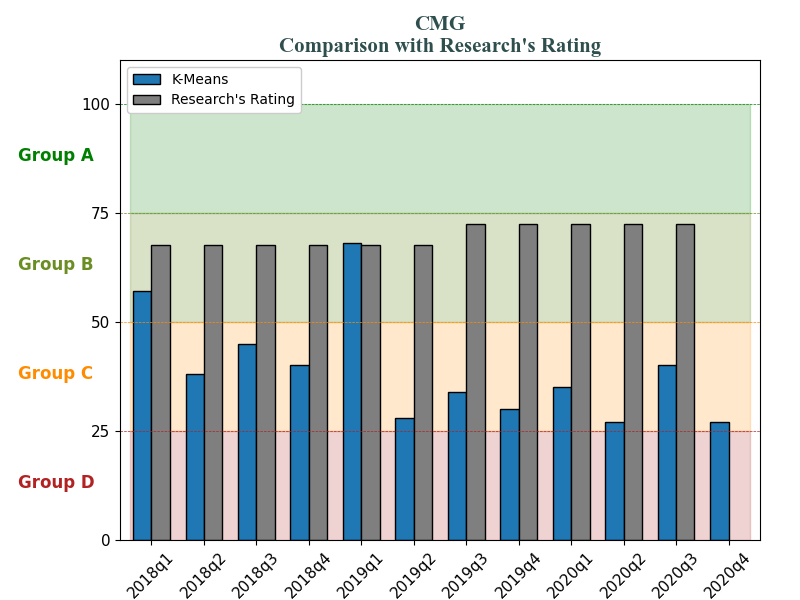 CMG
Comparison with Research's Rating
K-Means
Research's Rating
100
Group A
75
Group B
50
Group C
25
Group D
0
2018q1
2018q2
2018q3
2018q4
2019q1
2019q2
2019q3
2019q4
2020q1
2020q2
2020q3
2020q4